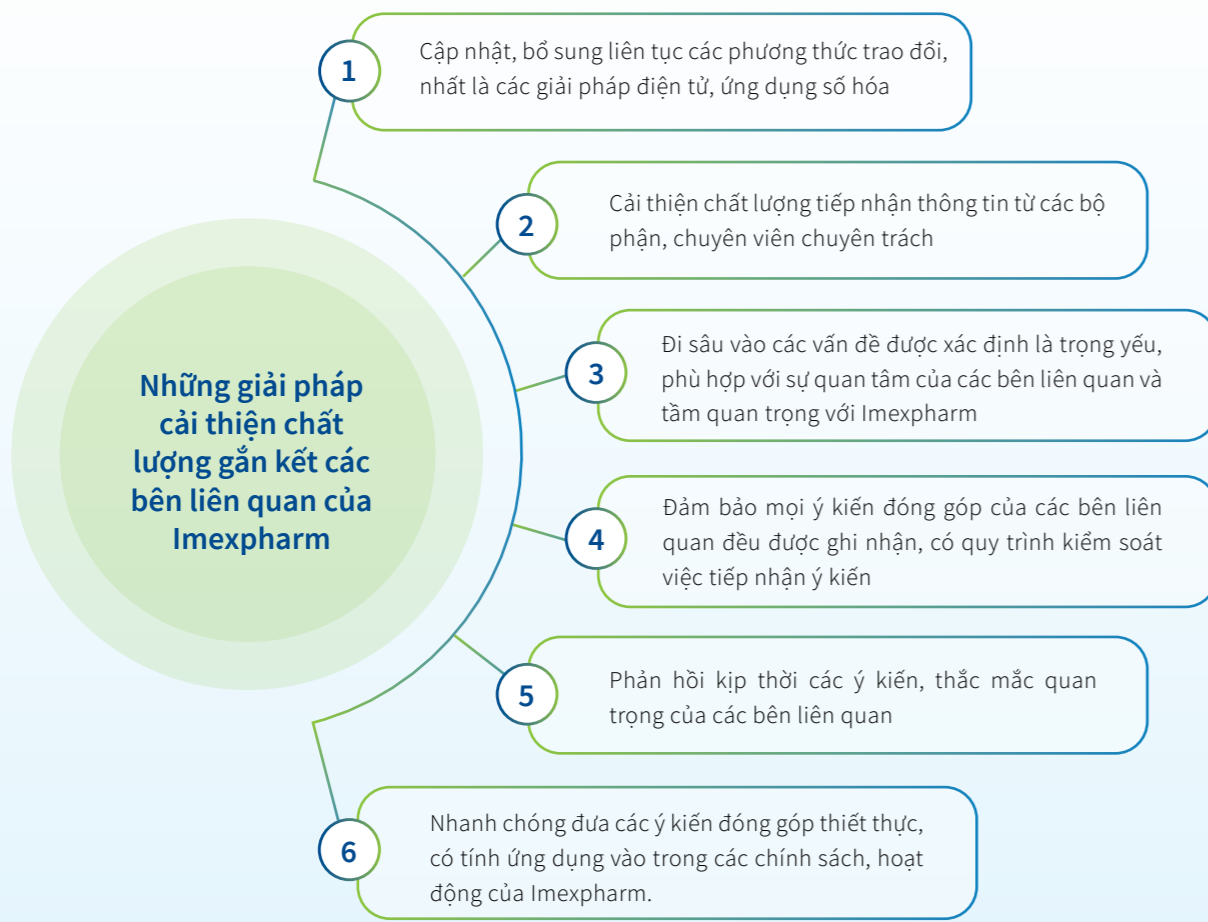 1
Cập nhật, bổ sung liên tục các phương thức trao đổi,
nhất là các giải pháp điện tử, ứng dụng số hóa
2
Cải thiện chất lượng tiếp nhận thông tin từ các bộ
phận, chuyên viên chuyên trách
Những giải pháp
cải thiện chất
lượng gắn kết các
bên liên quan của
Imexpharm
3
Đi sâu vào các vấn đề được xác định là trọng yếu,
phù hợp với sự quan tâm của các bên liên quan và
tầm quan trọng với Imexpharm
4
Đảm bảo mọi ý kiến đóng góp của các bên liên
quan đều được ghi nhận, có quy trình kiểm soát
việc tiếp nhận ý kiến
5
Phản hồi kịp thời các ý kiến, thắc mắc quan
trọng của các bên liên quan
6
Nhanh chóng đưa các ý kiến đóng góp thiết thực,
có tính ứng dụng vào trong các chính sách, hoạt
động của Imexpharm.